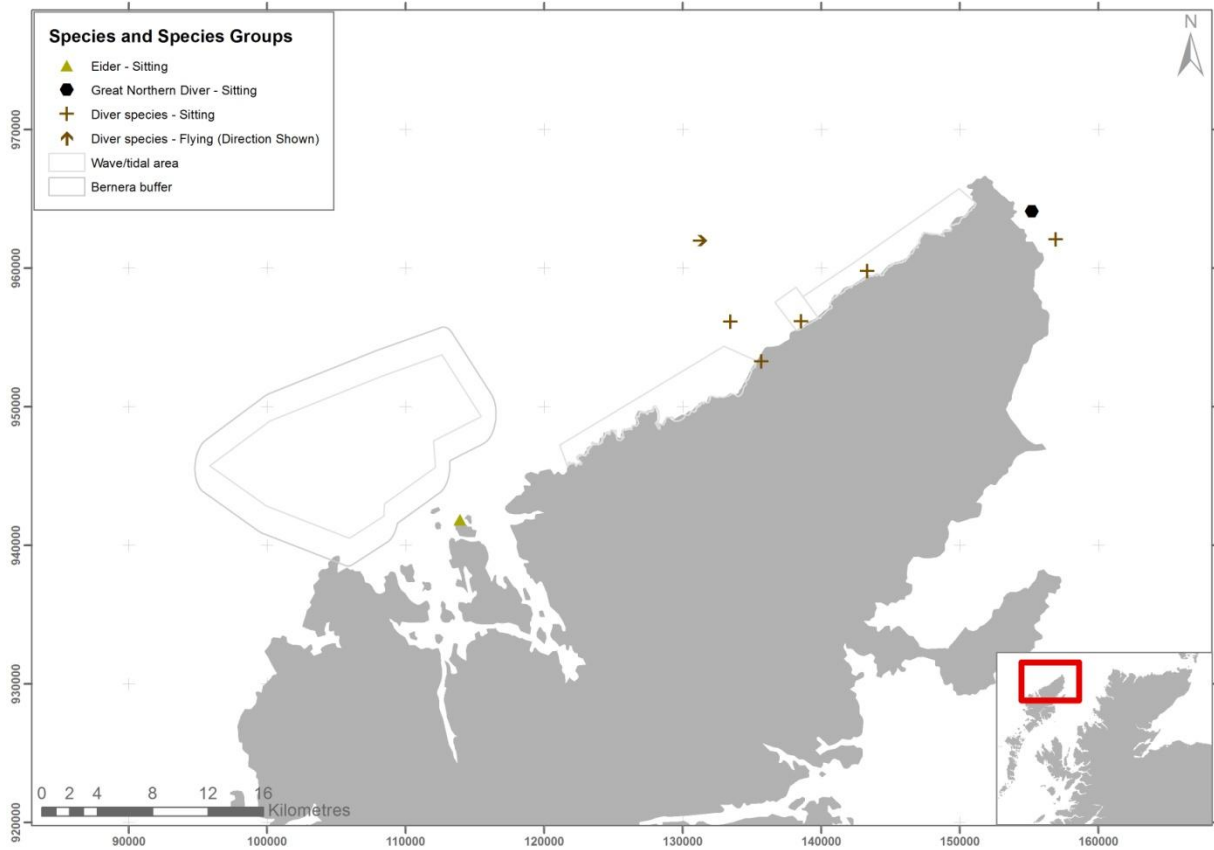 Species and Species Groups
Eider - Sitting
Great Northern Diver - Sitting
Diver species - Sitting
Diver species - Flying (Direction Shown)
Wave/tidal area
Bernera buffer
N
970000
960000
950000
940000
930000
920000
0 2 4 8 12 16
Kilometres
90000 100000 110000 120000 130000 140000 150000 160000